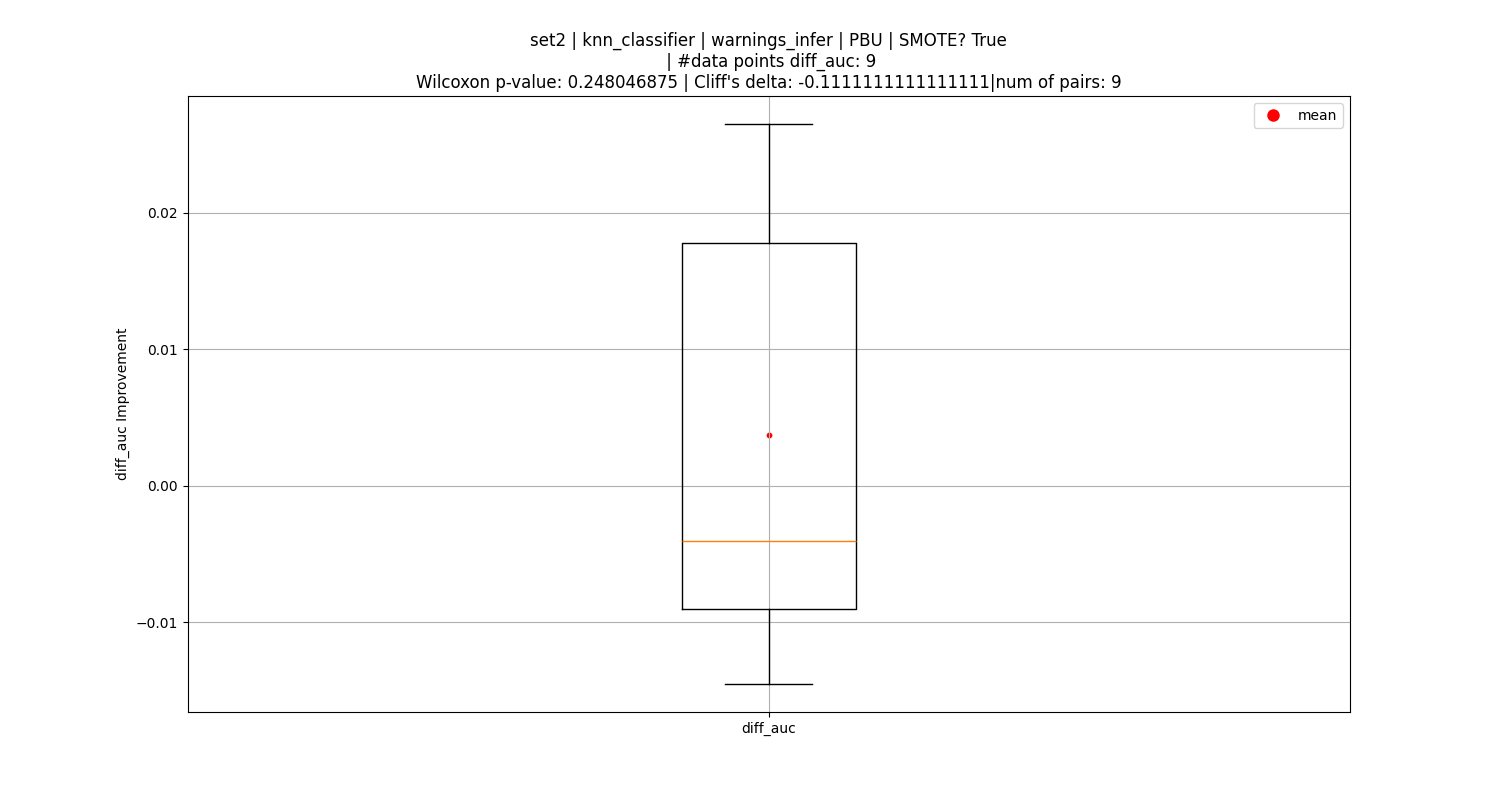 set2 | knn_classifier | warnings_infer | PBU | SMOTE? True
| #data points diff_auc: 9
Wilcoxon p-value: 0.248046875 | Cliff's delta: -0.1111111111111111|num of pairs: 9
mean
0.02
0.01
0.00
−0.01
diff_auc Improvement
diff_auc